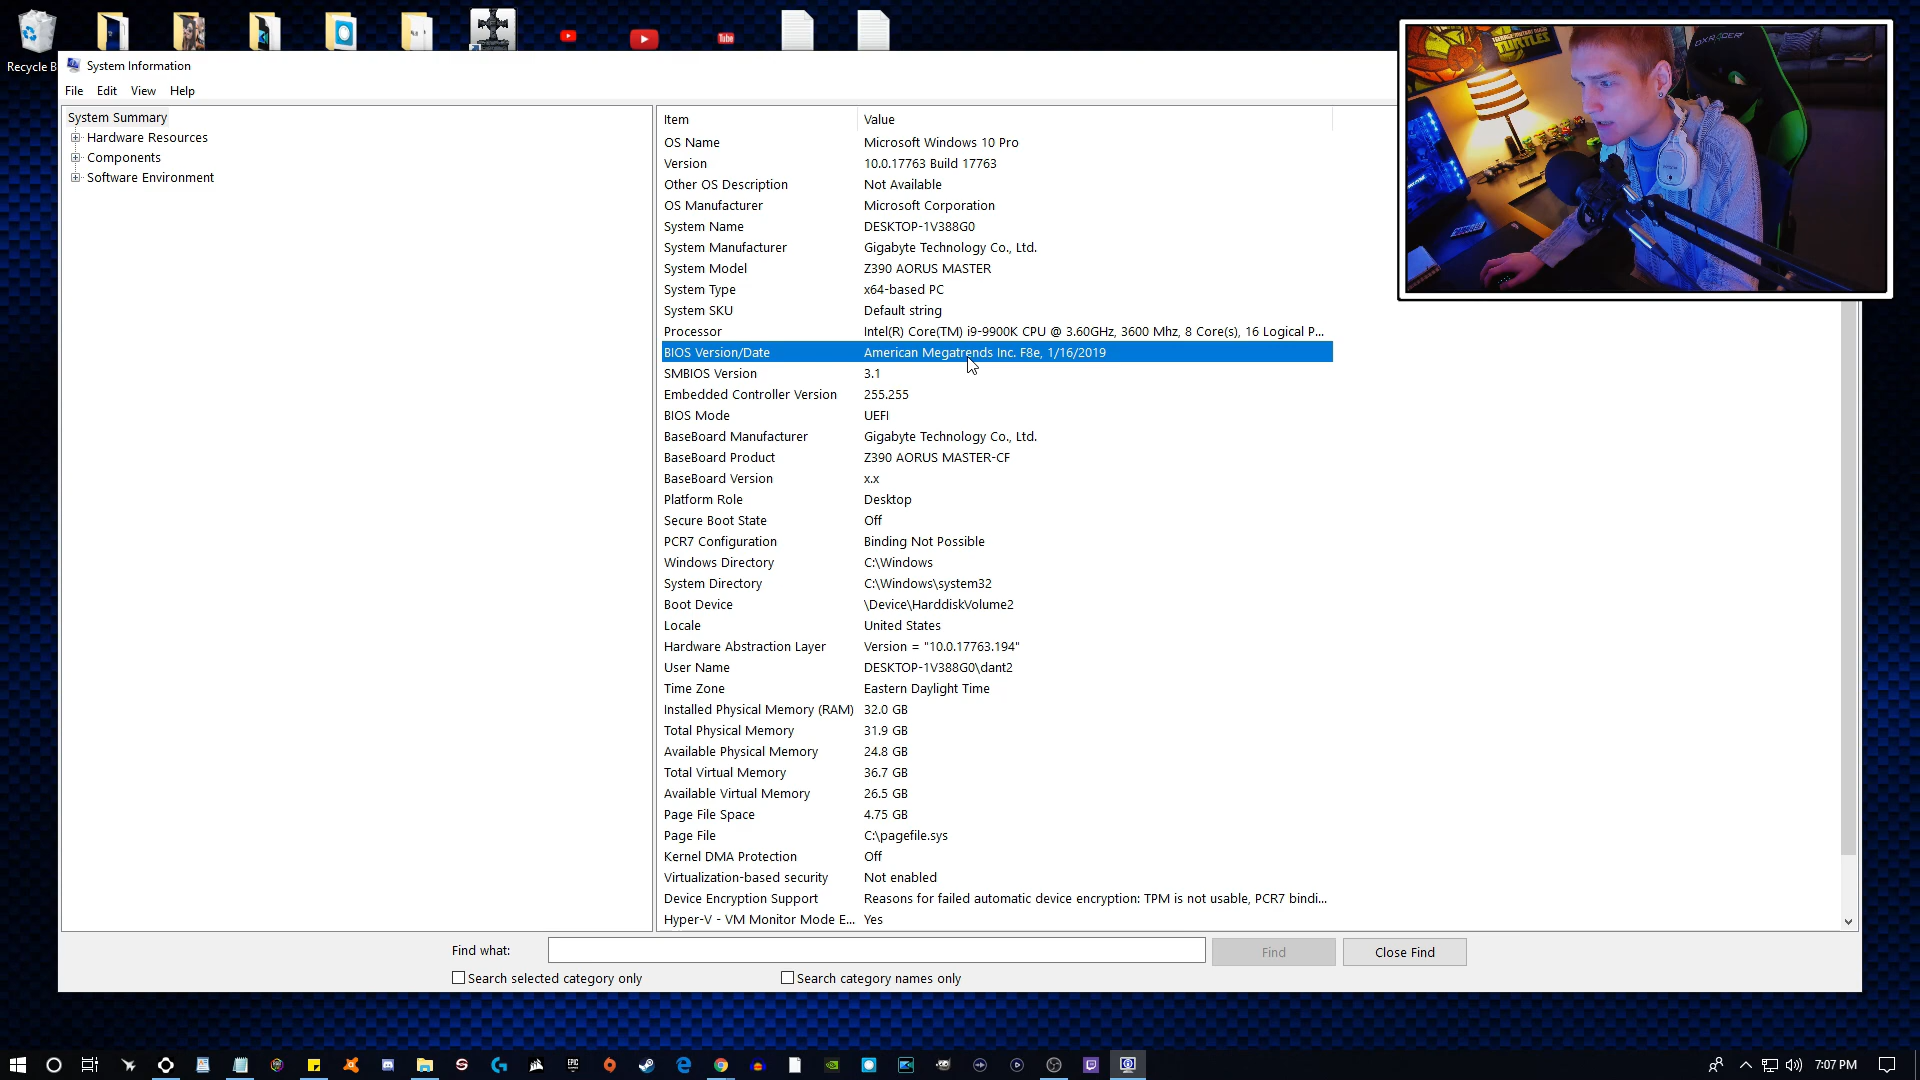 Recycle B
System Information
File Edit View Help
System Summary
Hardware Resources
Components
Software Environment
Item Value
OS Name Microsoft Windows 10 Pro
Version 10.0.17763 Build 17763
Other OS Description Not Available
OS Manufacturer Microsoft Corporation
System Name DESKTOP-1V388G0
System Manufacturer Gigabyte Technology Co., Ltd.
System Model Z390 AORUS MASTER
System Type x64-based PC
System SKU Default string
Processor Intel(R) Core(TM) i9-9900K CPU @ 3.60GHz, 3600 Mhz, 8 Core(s), 16 Logical P...
BIOS Version/Date American Megatrends Inc. F8e, 1/16/2019
SMBIOS Version 3.1
Embedded Controller Version 255.255
BIOS Mode UEFI
BaseBoard Manufacturer Gigabyte Technology Co., Ltd.
BaseBoard Product Z390 AORUS MASTER-CF
BaseBoard Version x.x
Platform Role Desktop
Secure Boot State Off
PCR7 Configuration Binding Not Possible
Windows Directory C:\Windows
System Directory C:\Windows\system32
Boot Device \Device\HarddiskVolume2
Locale United States
Hardware Abstraction Layer Version = "10.0.17763.194"
User Name DESKTOP-1V388G0\dant2
Time Zone Eastern Daylight Time
Installed Physical Memory (RAM) 32.0 GB
Total Physical Memory 31.9 GB
Available Physical Memory 24.8 GB
Total Virtual Memory 36.7 GB
Available Virtual Memory 26.5 GB
Page File Space 4.75 GB
Page File C:\pagefile.sys
Kernel DMA Protection Off
Virtualization-based security Not enabled
Device Encryption Support Reasons for failed automatic device encryption: TPM is not usable, PCR7 bindi...
Hyper-V - VM Monitor Mode E... Yes
Find what: Find Close Find
Search selected category only Search category names only
TURTLES
DXRACER
You
EPIC
7:07 PM